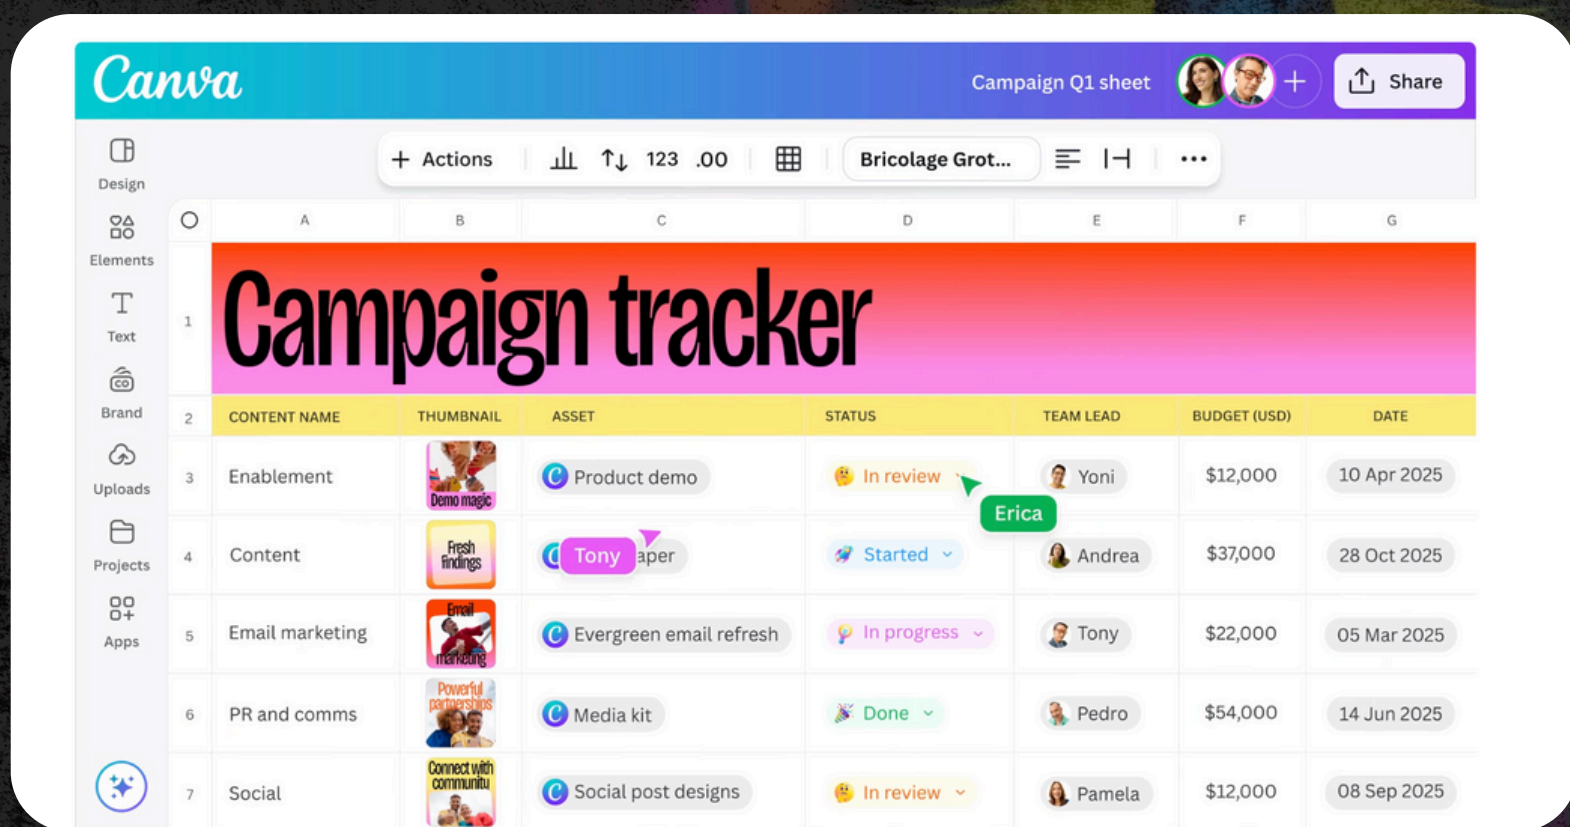 Canva
Campaign Q1 sheet
Share
Actions
123
.00
Bricolage Grot...
Design
Elements
Text
Brand
CO
Uploads
Projects
Apps
A B C D E F G
1 Campaign tracker
2 CONTENT NAME THUMBNAIL ASSET STATUS TEAM LEAD BUDGET (USD) DATE
3 Enablement Demo magic C Product demo In review Yoni $12,000 10 Apr 2025
Erica
4 Content Fresh findings Tony aper Started Andrea $37,000 28 Oct 2025
5 Email marketing Email marketing C Evergreen email refresh In progress Tony $22,000 05 Mar 2025
6 PR and comms Powerful partnerships C Media kit Done Pedro $54,000 14 Jun 2025
7 Social Connect with community C Social post designs In review Pamela $12,000 08 Sep 2025